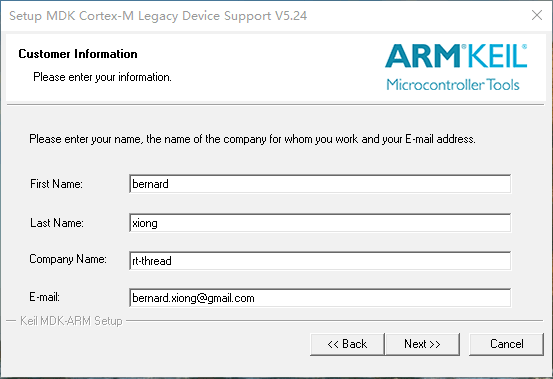 Setup MDK Cortex-M Legacy Device Support V5.24
Customer Information
Please enter your information.
ARM®KEIL®
Microcontroller Tools
Please enter your name, the name of the company for whom you work and your E-mail address.
First Name: bernard
Last Name: xiong
Company Name: rt-thread
E-mail: bernard.xiong@gmail.com
Keil MDK-ARM Setup
<< Back Next >> Cancel